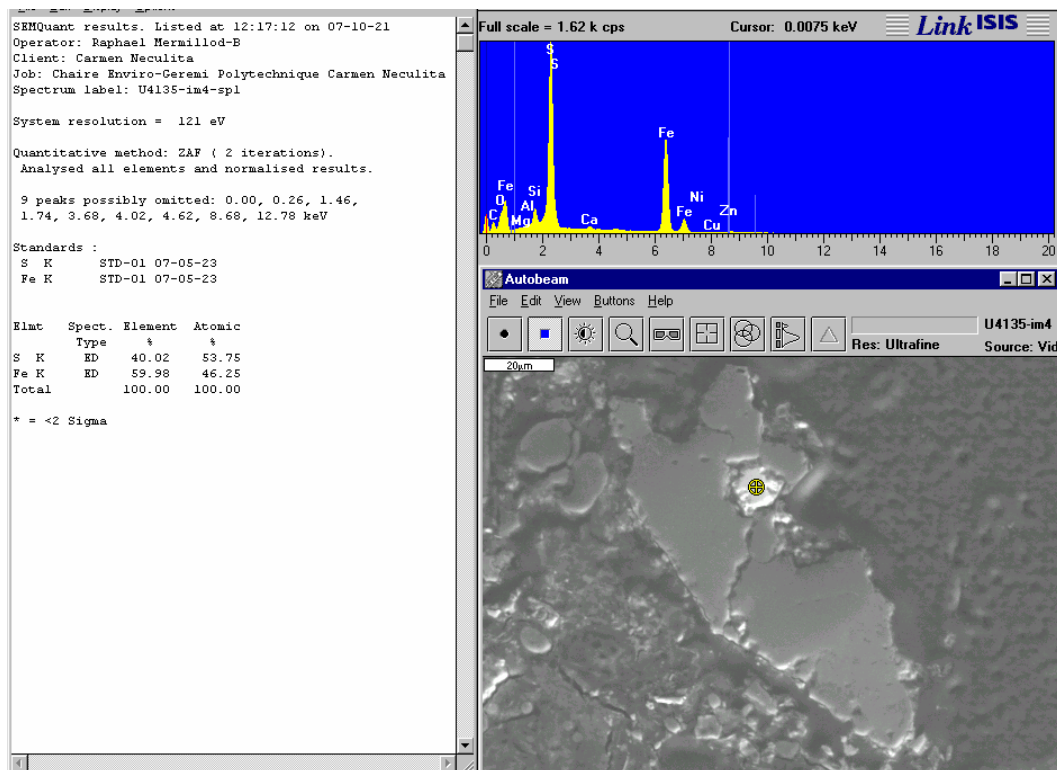 SEMQuant results. Listed at 12:17:12 on 07-10-21
Operator: Raphael Mermillod-B
Client: Carmen Neculita
Job: Chaire Enviro-Geremi Polytechnique Carmen Neculita
Spectrum label: U4135-im4-sp1
System resolution = 121 eV
Quantitative method: ZAF ( 2 iterations).
Analysed all elements and normalised results.
9 peaks possibly omitted: 0.00, 0.26, 1.46,
1.74, 3.68, 4.02, 4.62, 8.68, 12.78 keV
Standards :
S K STD-01 07-05-23
Fe K STD-01 07-05-23
Elmt Spect. Element Atomic
Type % %
S K ED 40.02 53.75
Fe K ED 59.98 46.25
Total 100.00 100.00
* = <2 Sigma
Full scale = 1.62 k cps Cursor: 0.0075 keV Link ISIS
S
S
Fe
Fe
Si
Ni
O
Al
Zn
C
Mg
Ca
Fe
Cu
0 2 4 6 8 10 12 14 16 18 20
Autobeam
File Edit View Buttons Help
U4135-im4
Res: Ultrafine Source: Vid
20µm